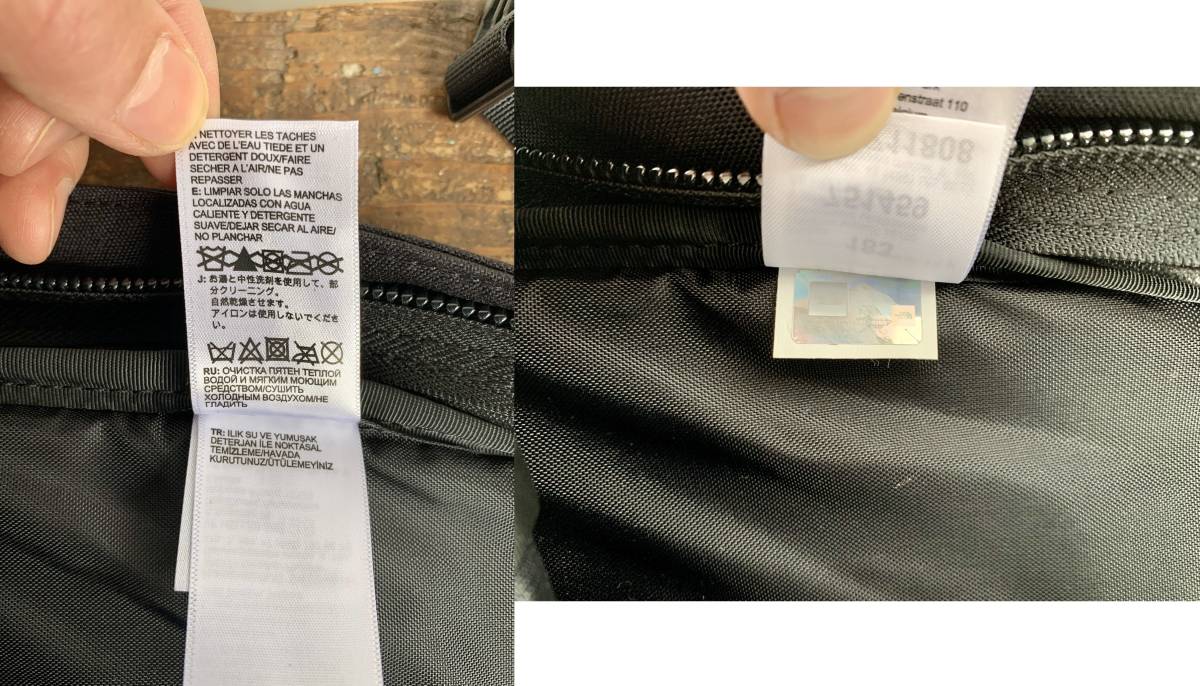 : NETTOYER LES TACHES
AVEC DE L'EAU TIEDE ET UN
DETERGENT DOUX/FAIRE
SECHER A L'AIR/NE PAS
REPASSER
E: LIMPIAR SOLO LAS MANCHAS
LOCALIZADAS CON AGUA
CALIENTE Y DETERGENTE
SUAVE/DEJAR SECAR AL AIRE/
NO PLANCHAR
J: お湯と中性洗剤を使用して、部
分クリーニング。
自然乾燥させます。
アイロンは使用しないでくださ
い。
RU: ОЧИСТКА ПЯТЕН ТЕПЛОЙ
ВОДОЙ И МЯГКИМ МОЮЩИМ
СРЕДСТВОМ/СУШИТЬ
ХОЛОДНЫМ ВОЗДУХОМ/НЕ
ГЛАДИТЬ
TR: ILIK SU VE YUMUŞAK
DETERJAN İLE NOKTASAL
TEMİZLEME/HAVADA
KURUTUNUZ/ÜTÜLEMEYİNİZ
enstraat 110
751459
183